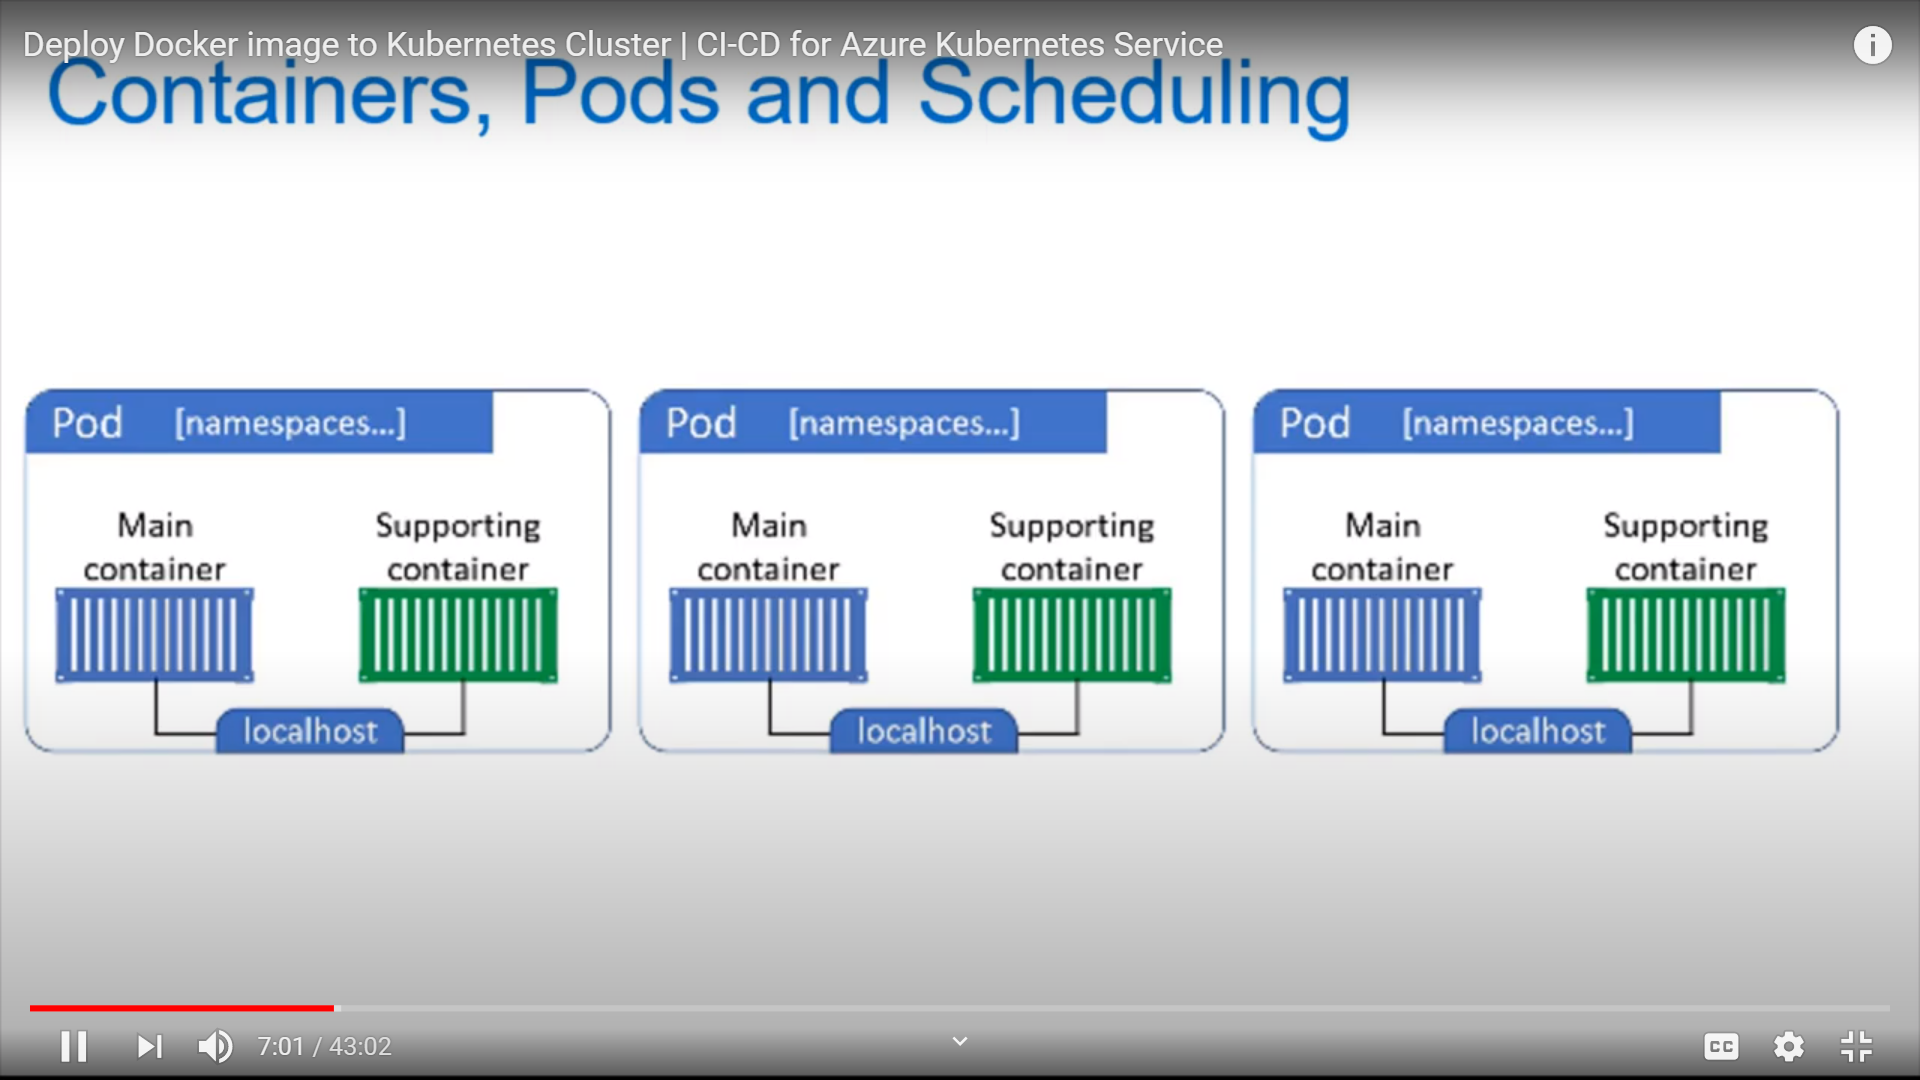 Deploy Docker image to Kubernetes Cluster | CI-CD for Azure Kubernetes Service
Containers, Pods and Scheduling
Pod [namespaces...]
Main
container
Supporting
container
localhost
Pod [namespaces...]
Main
container
Supporting
container
localhost
Pod [namespaces...]
Main
container
Supporting
container
localhost
7:01 / 43:02
CC